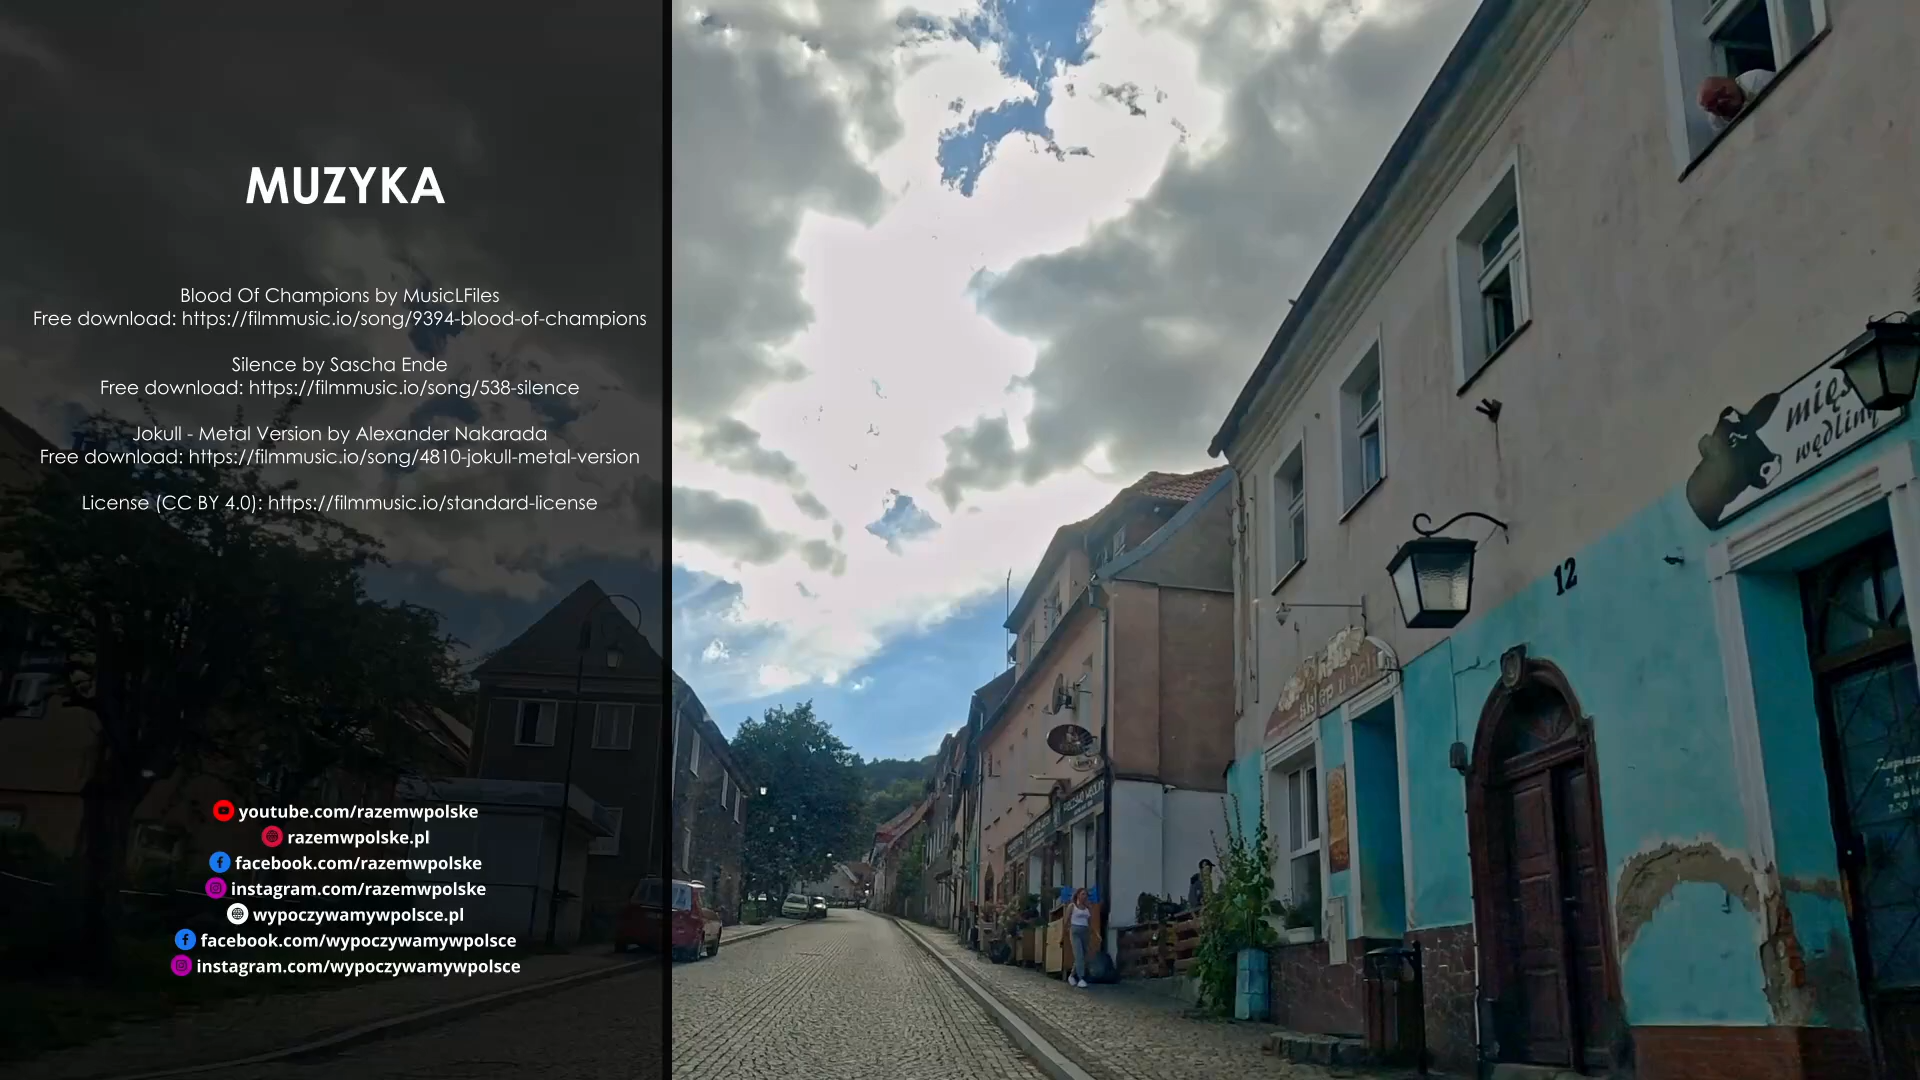 MUZYKA
Blood Of Champions by MusicLFiles
Free download: https://filmmusic.io/song/9394-blood-of-champions
Silence by Sascha Ende
Free download: https://filmmusic.io/song/538-silence
Jokull - Metal Version by Alexander Nakarada
Free download: https://filmmusic.io/song/4810-jokull-metal-version
License (CC BY 4.0): https://filmmusic.io/standard-license
youtube.com/razemwpolske
razemwpolske.pl
facebook.com/razemwpolske
instagram.com/razemwpolske
wypoczywamywpolsce.pl
facebook.com/wypoczywamywpolsce
instagram.com/wypoczywamywpolsce
12
sklep u